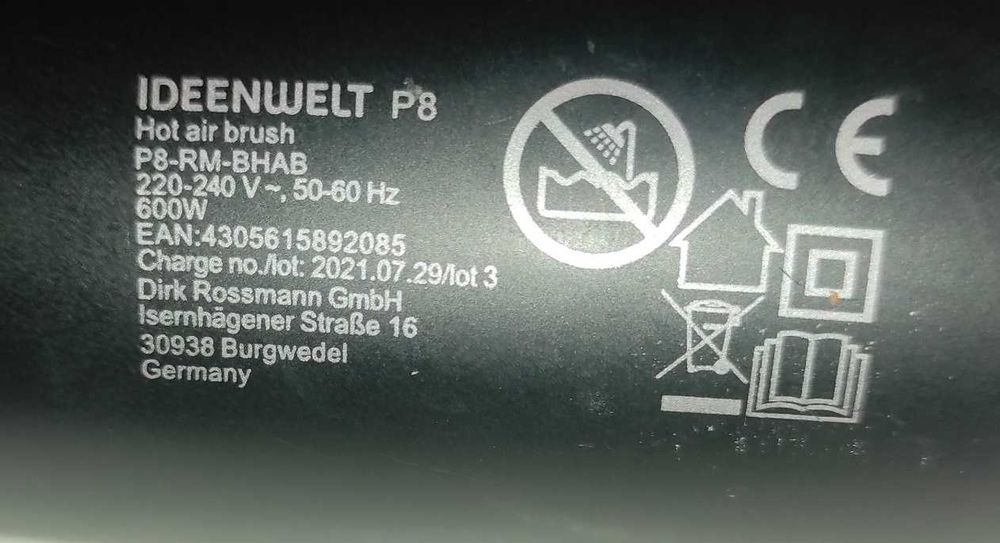 IDEENWELT P8
Hot air brush
P8-RM-BHAB
220-240 V ~, 50-60 Hz
600W
EAN:4305615892085
Charge no./lot: 2021.07.29/lot 3
Dirk Rossmann GmbH
Isernhägener Straße 16
30938 Burgwedel
Germany
CE